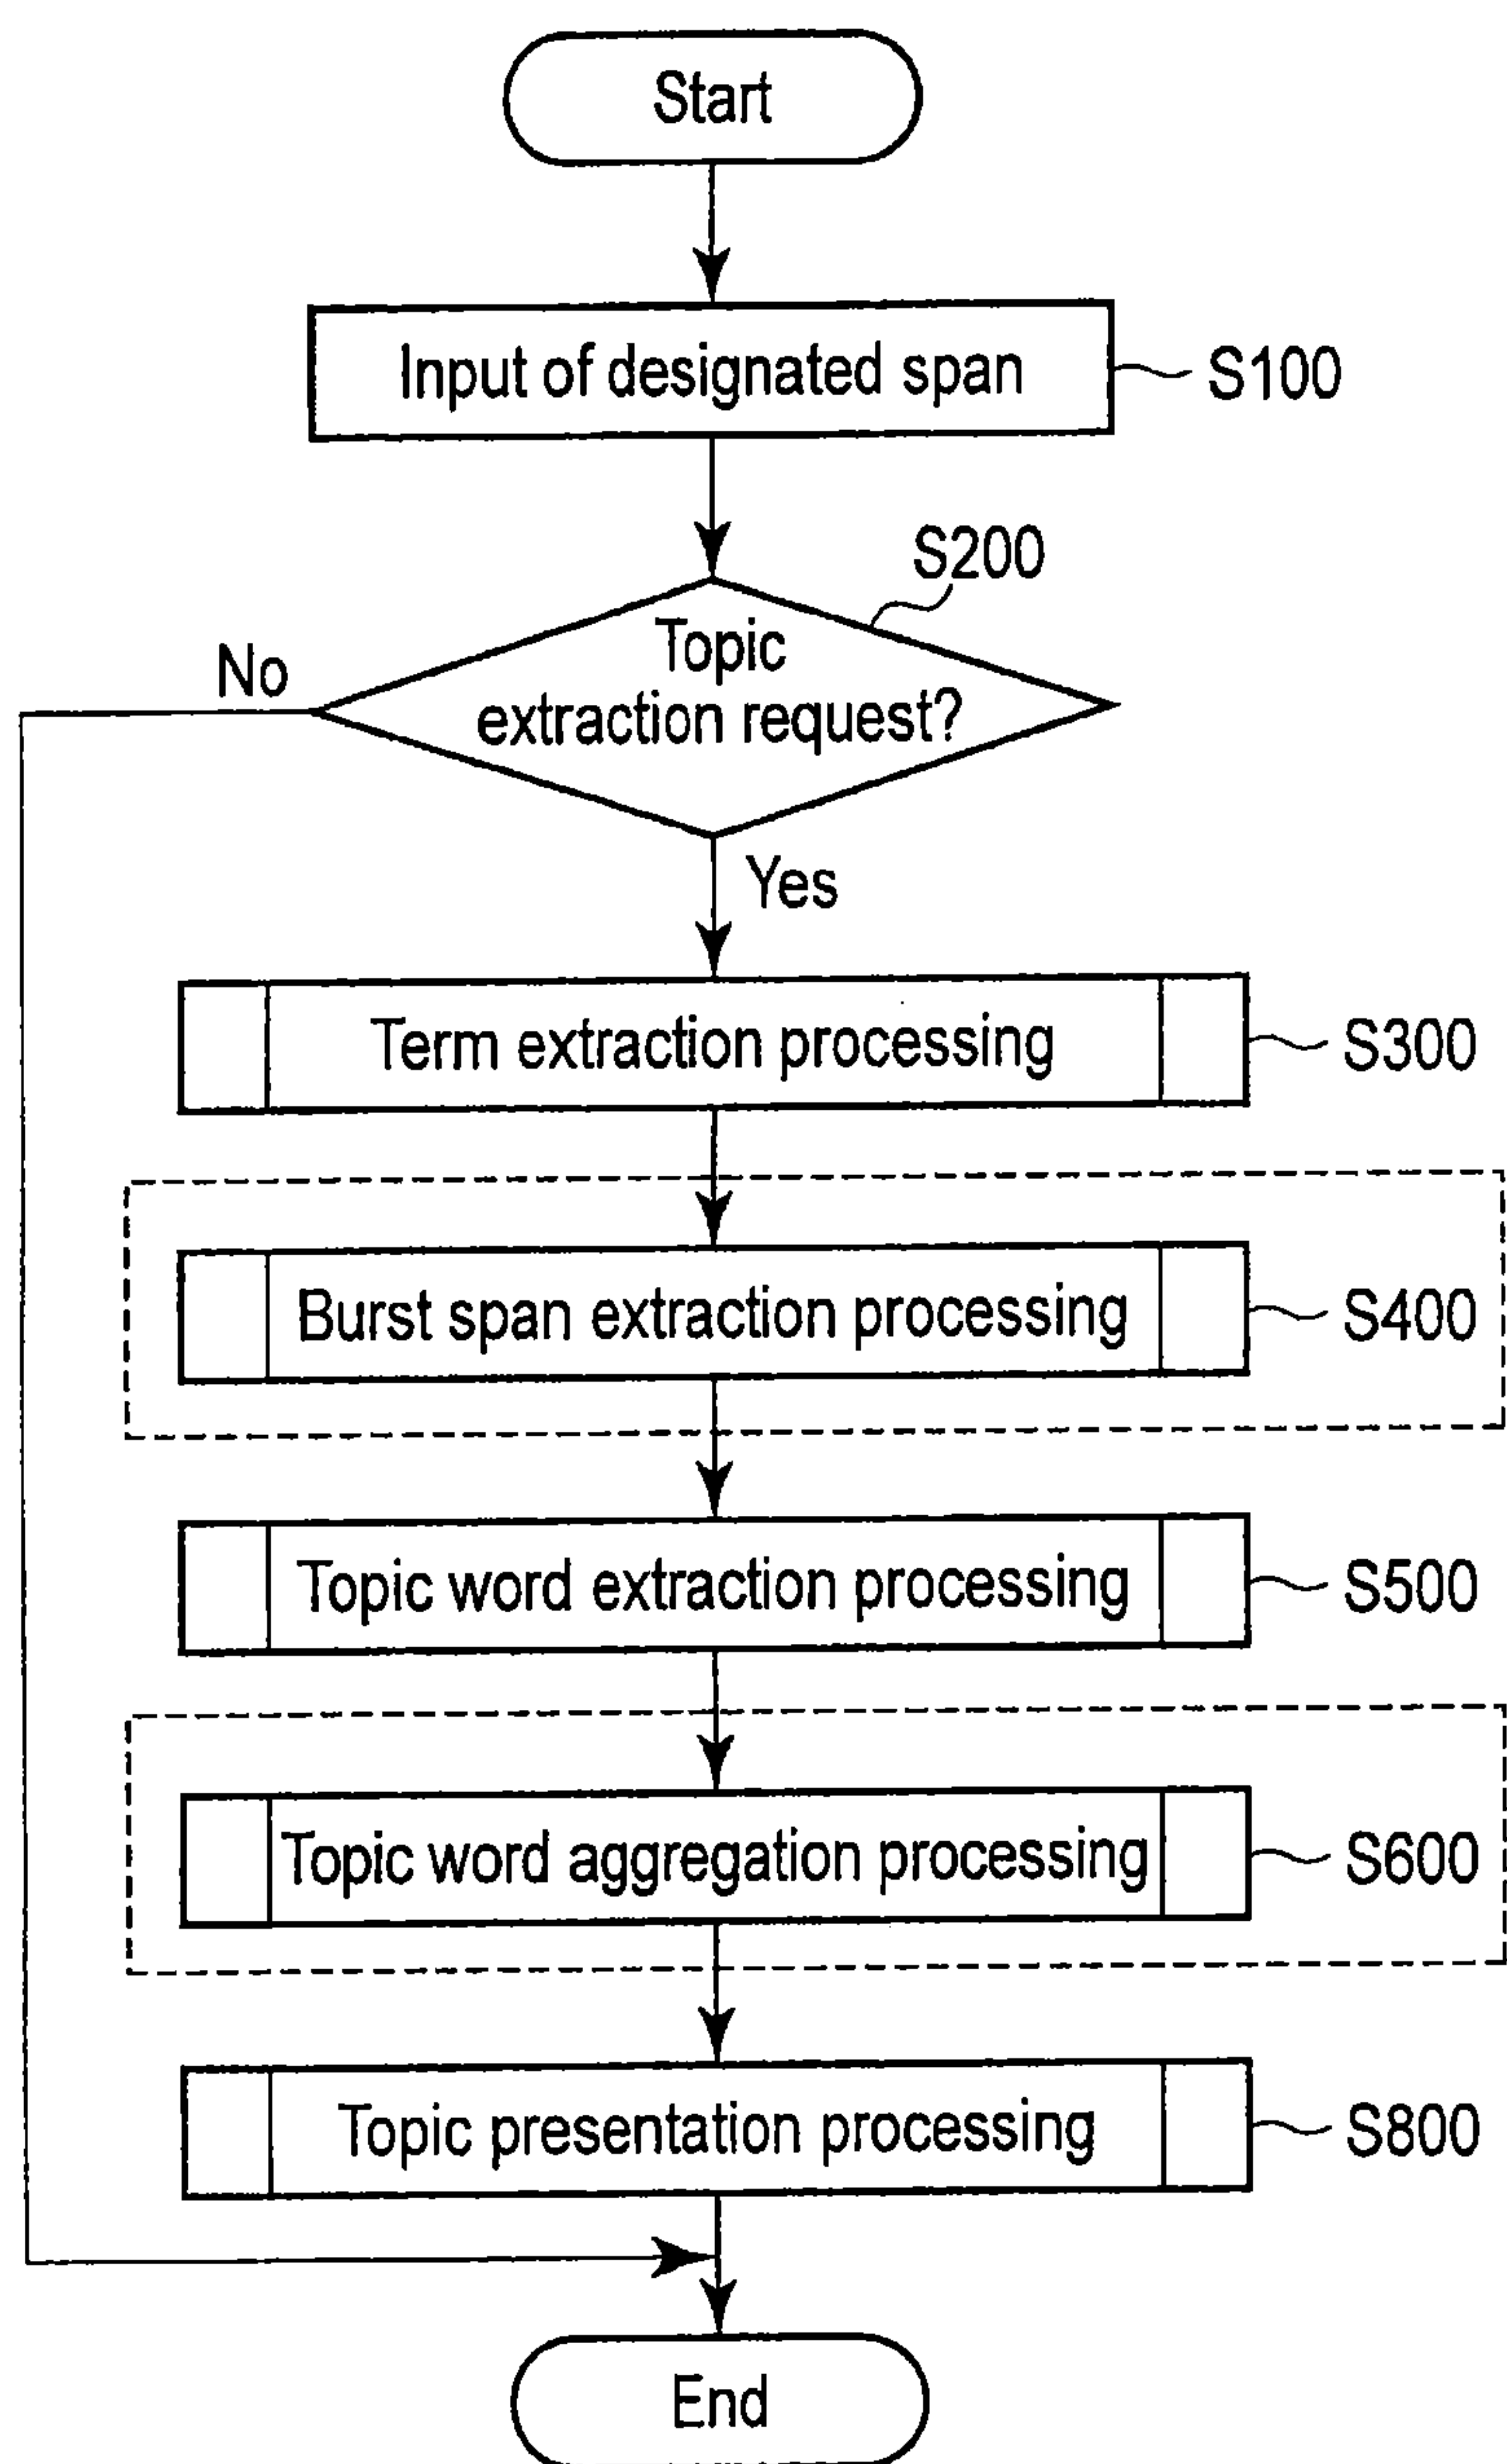 Start
Input of designated span
S100
S200
Topic
extraction request?
No
Yes
Term extraction processing
S300
Burst span extraction processing
S400
Topic word extraction processing
S500
Topic word aggregation processing
S600
Topic presentation processing
S800
End